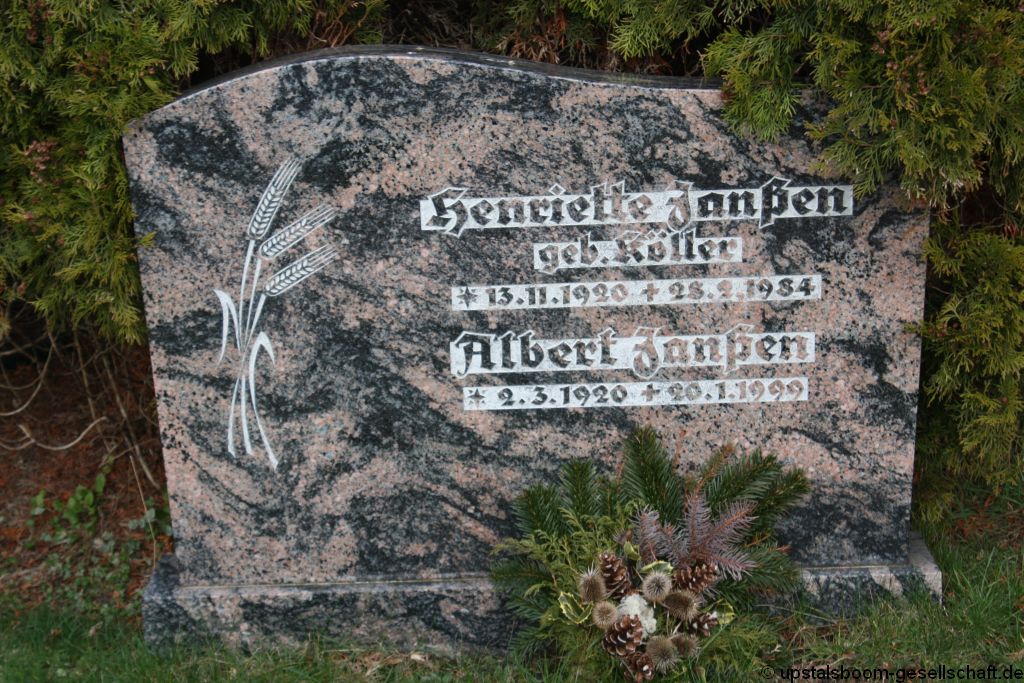 Henriette Janßen
geb. Köller
* 13.11.1920 + 28.2.1984
Albert Janßen
* 2.3.1920 + 20.1.1999
© upstalsboom-gesellschaft.de